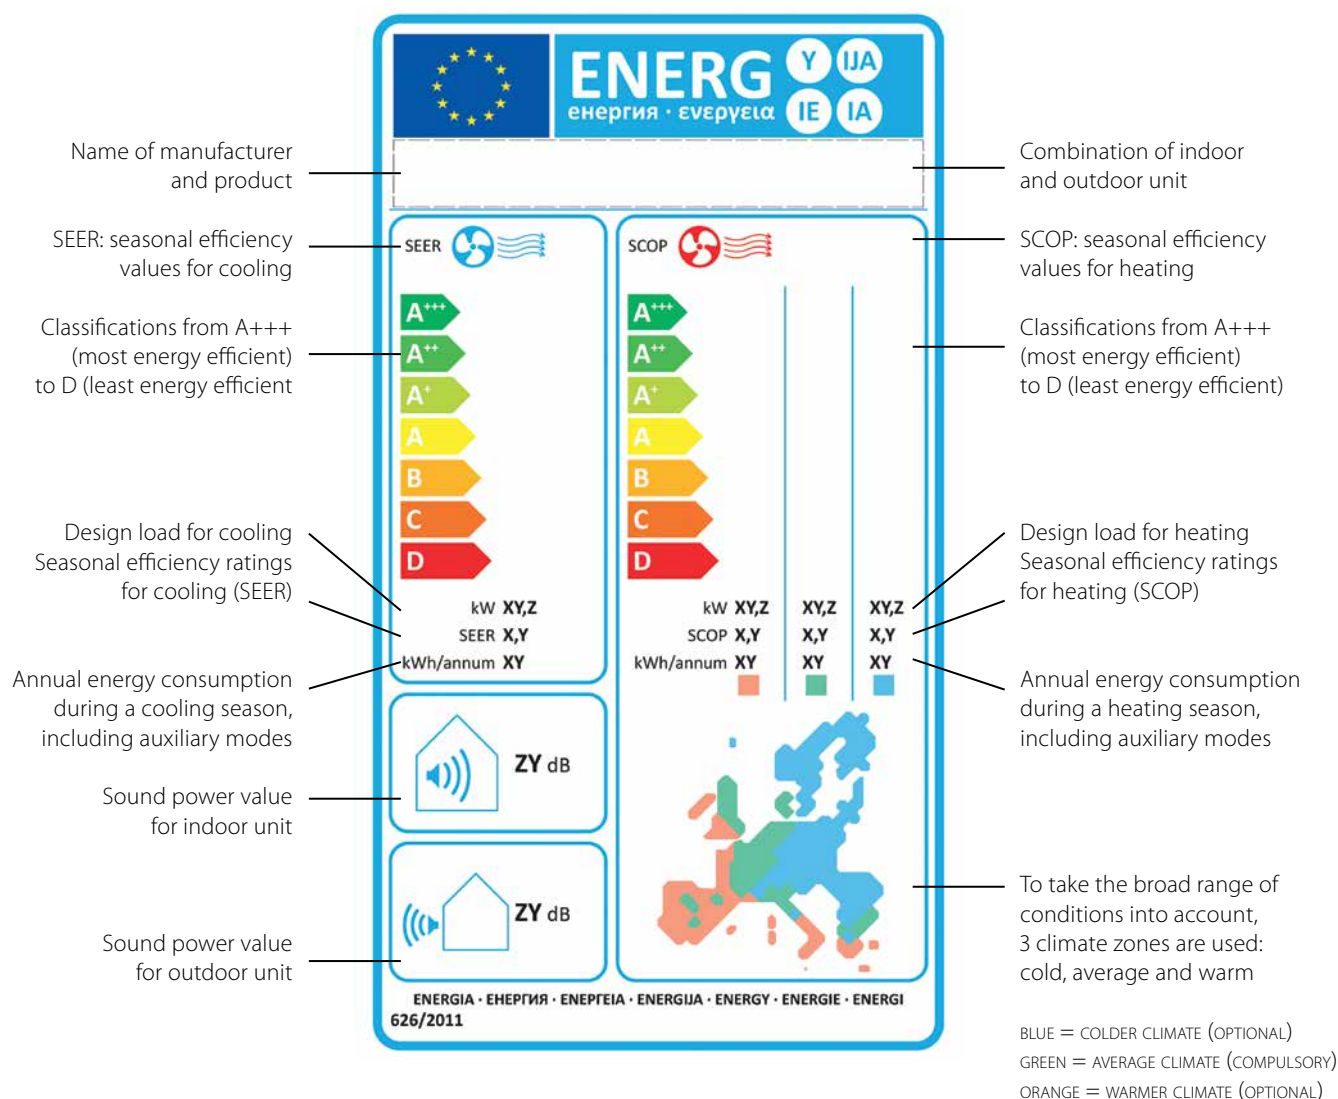 ENERG Y IJA
енергия · ενεργεια IE IA
Name of manufacturer
and product
Combination of indoor
and outdoor unit
SEER: seasonal efficiency
values for cooling
SEER
SCOP
SCOP: seasonal efficiency
values for heating
Classifications from A+++
(most energy efficient)
to D (least energy efficient
A+++
A++
A+
A
B
C
D
A+++
A++
A+
A
B
C
D
Classifications from A+++
(most energy efficient)
to D (least energy efficient)
Design load for cooling
Seasonal efficiency ratings
for cooling (SEER)
Design load for heating
Seasonal efficiency ratings
for heating (SCOP)
kW XY,Z
SEER X,Y
kWh/annum XY
kW XY,Z XY,Z XY,Z
SCOP X,Y X,Y X,Y
kWh/annum XY XY XY
Annual energy consumption
during a cooling season,
including auxiliary modes
Annual energy consumption
during a heating season,
including auxiliary modes
ZY dB
Sound power value
for indoor unit
ZY dB
Sound power value
for outdoor unit
To take the broad range of
conditions into account,
3 climate zones are used:
cold, average and warm
ENERGIA · ЕНЕРГИЯ · ΕΝΕΡΓΕΙΑ · ENERGIJA · ENERGY · ENERGIE · ENERGI
626/2011
BLUE = COLDER CLIMATE (OPTIONAL)
GREEN = AVERAGE CLIMATE (COMPULSORY)
ORANGE = WARMER CLIMATE (OPTIONAL)